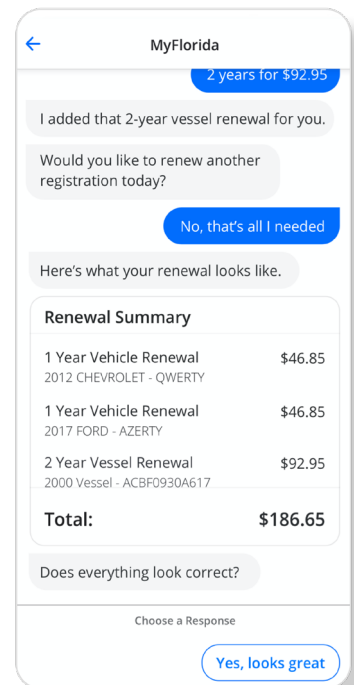 MyFlorida
2 years for $92.95
I added that 2-year vessel renewal for you.
Would you like to renew another
registration today?
No, that's all I needed
Here's what your renewal looks like.
Renewal Summary
1 Year Vehicle Renewal $46.85
2012 CHEVROLET - QWERTY
1 Year Vehicle Renewal $46.85
2017 FORD - AZERTY
2 Year Vessel Renewal $92.95
2000 Vessel - ACBF0930A617
Total: $186.65
Does everything look correct?
Choose a Response
Yes, looks great